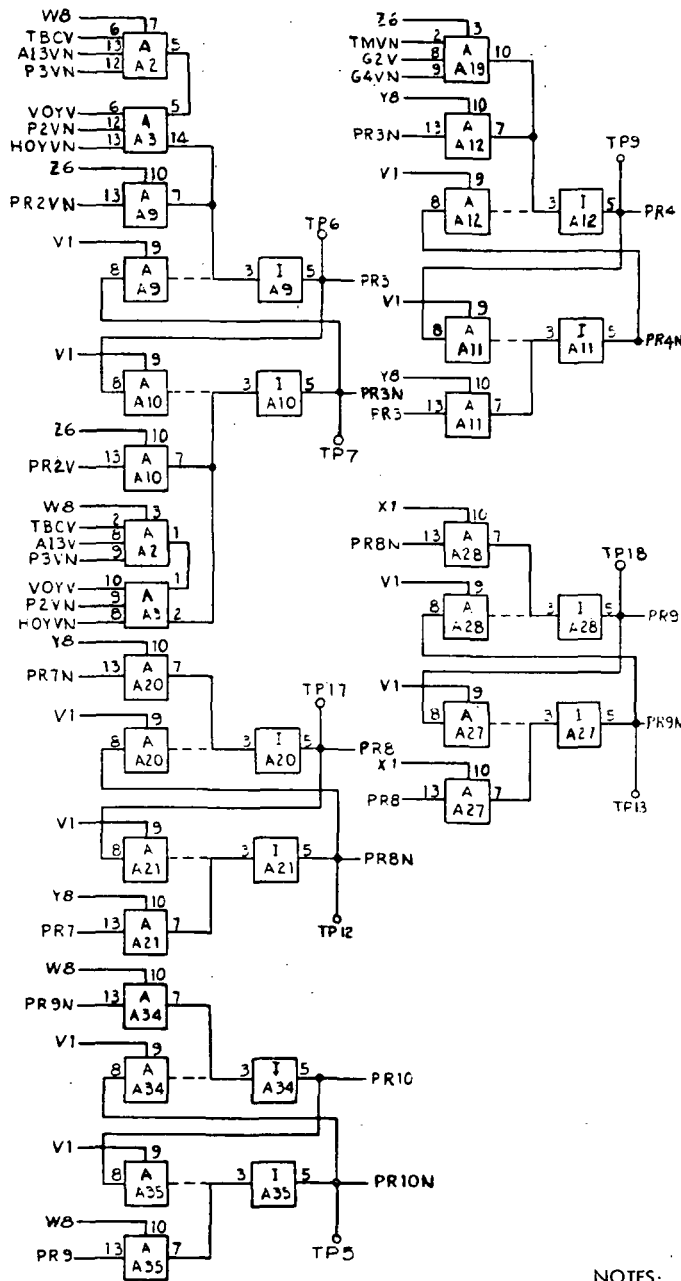 W8
7
TBCV 6
A13VN 13
P3VN 12
A
A2
5
VOYV 6
P2VN 12
HOYVN 13
A
A3
5
14
Z6
10
PR2VN 13
A
A9
7
V1
9
8
A
A9
3
I
A9
5
TP6
PR3
V1
9
8
A
A10
3
I
A10
5
PR3N
TP7
Z6
10
PR2V 13
A
A10
7
W8
3
TBCV 2
A13V 8
P3VN 9
A
A2
1
VOYV 10
P2VN 9
HOYVN 8
A
A3
1
2
Y8
10
PR7N 13
A
A20
7
V1
9
8
A
A20
3
I
A20
5
TP17
PR8
V1
9
8
A
A21
3
I
A21
5
PR8N
TP12
Y8
10
PR7 13
A
A21
7
W8
10
PR9N 13
A
A34
7
V1
9
8
A
A34
3
I
A34
5
PR10
V1
9
8
A
A35
3
I
A35
5
PR10N
TP5
W8
10
PR9 13
A
A35
7
Z6
3
TMVN 2
G2V 8
G4VN 9
A
A19
10
Y8
10
PR3N 13
A
A12
7
V1
9
8
A
A12
3
I
A12
5
TP9
PR4
V1
9
8
A
A11
3
I
A11
5
PR4N
Y8
10
PR3 13
A
A11
7
X1
10
PR8N 13
A
A28
7
V1
9
8
A
A28
3
I
A28
5
TP18
PR9
V1
9
8
A
A27
3
I
A27
5
PR9N
TP13
X1
10
PR8 13
A
A27
7
NOTES: